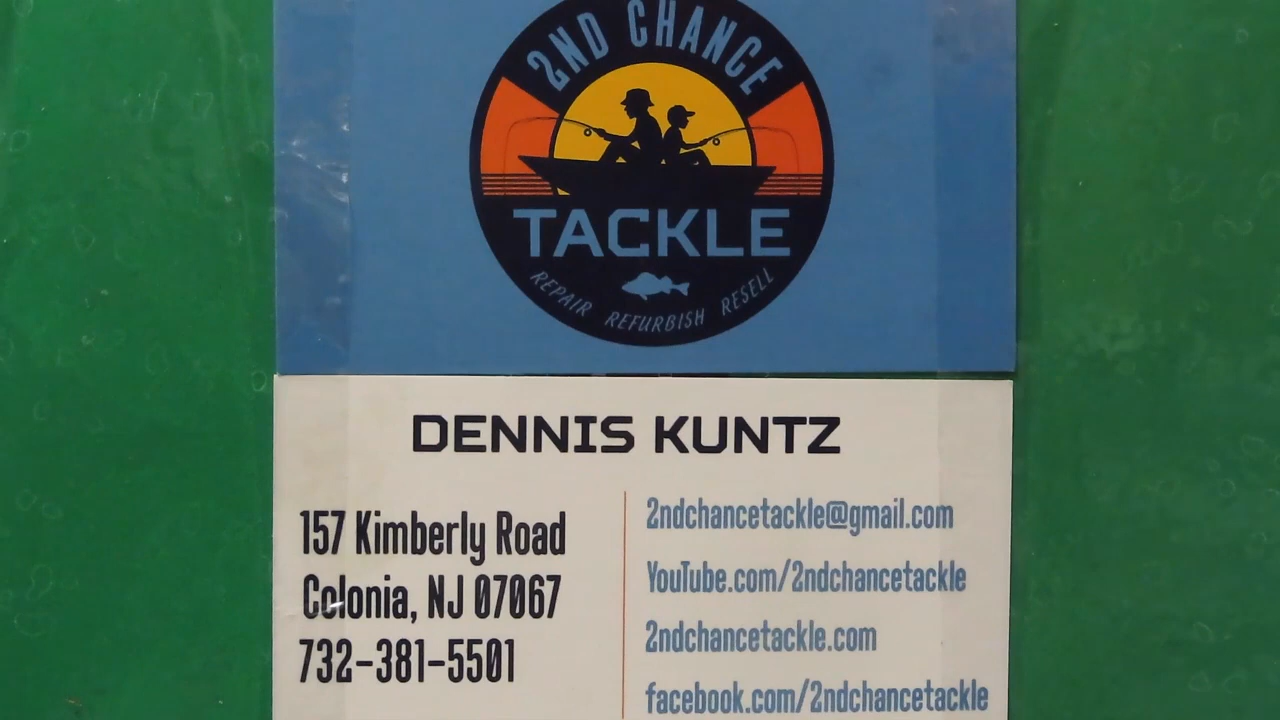 2ND CHANCE
TACKLE
REPAIR REFURBISH RESELL
DENNIS KUNTZ
157 Kimberly Road
Colonia, NJ 07067
732-381-5501
2ndchancetackle@gmail.com
YouTube.com/2ndchancetackle
2ndchancetackle.com
facebook.com/2ndchancetackle